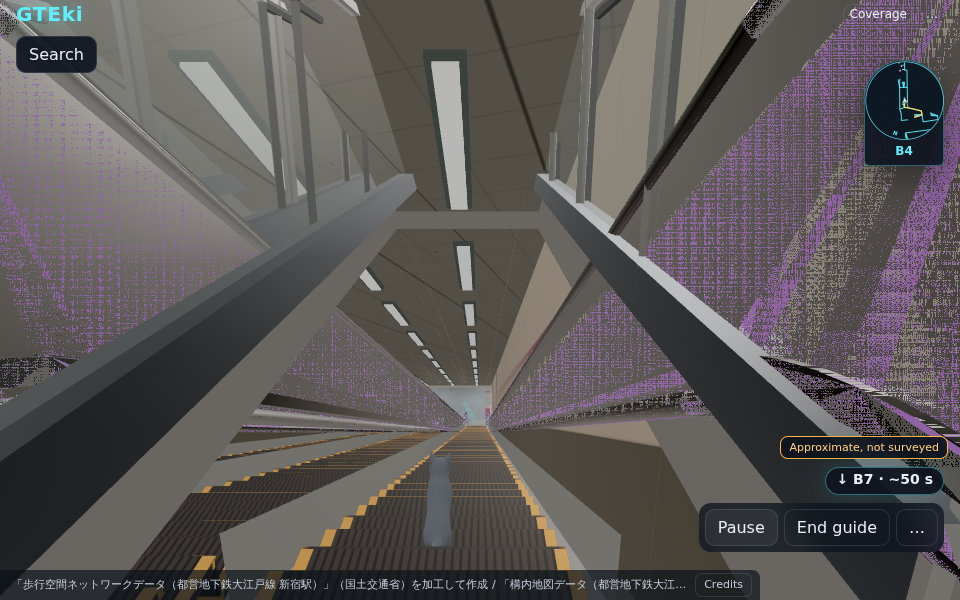 GTEki
Coverage ...
Search
N
B4
Approximate, not surveyed
↓ B7 · ~50 s
Pause
End guide
...
「歩行空間ネットワークデータ（都営地下鉄大江戸線 新宿駅）」（国土交通省）を加工して作成 / 「構内地図データ（都営地下鉄大江...
Credits